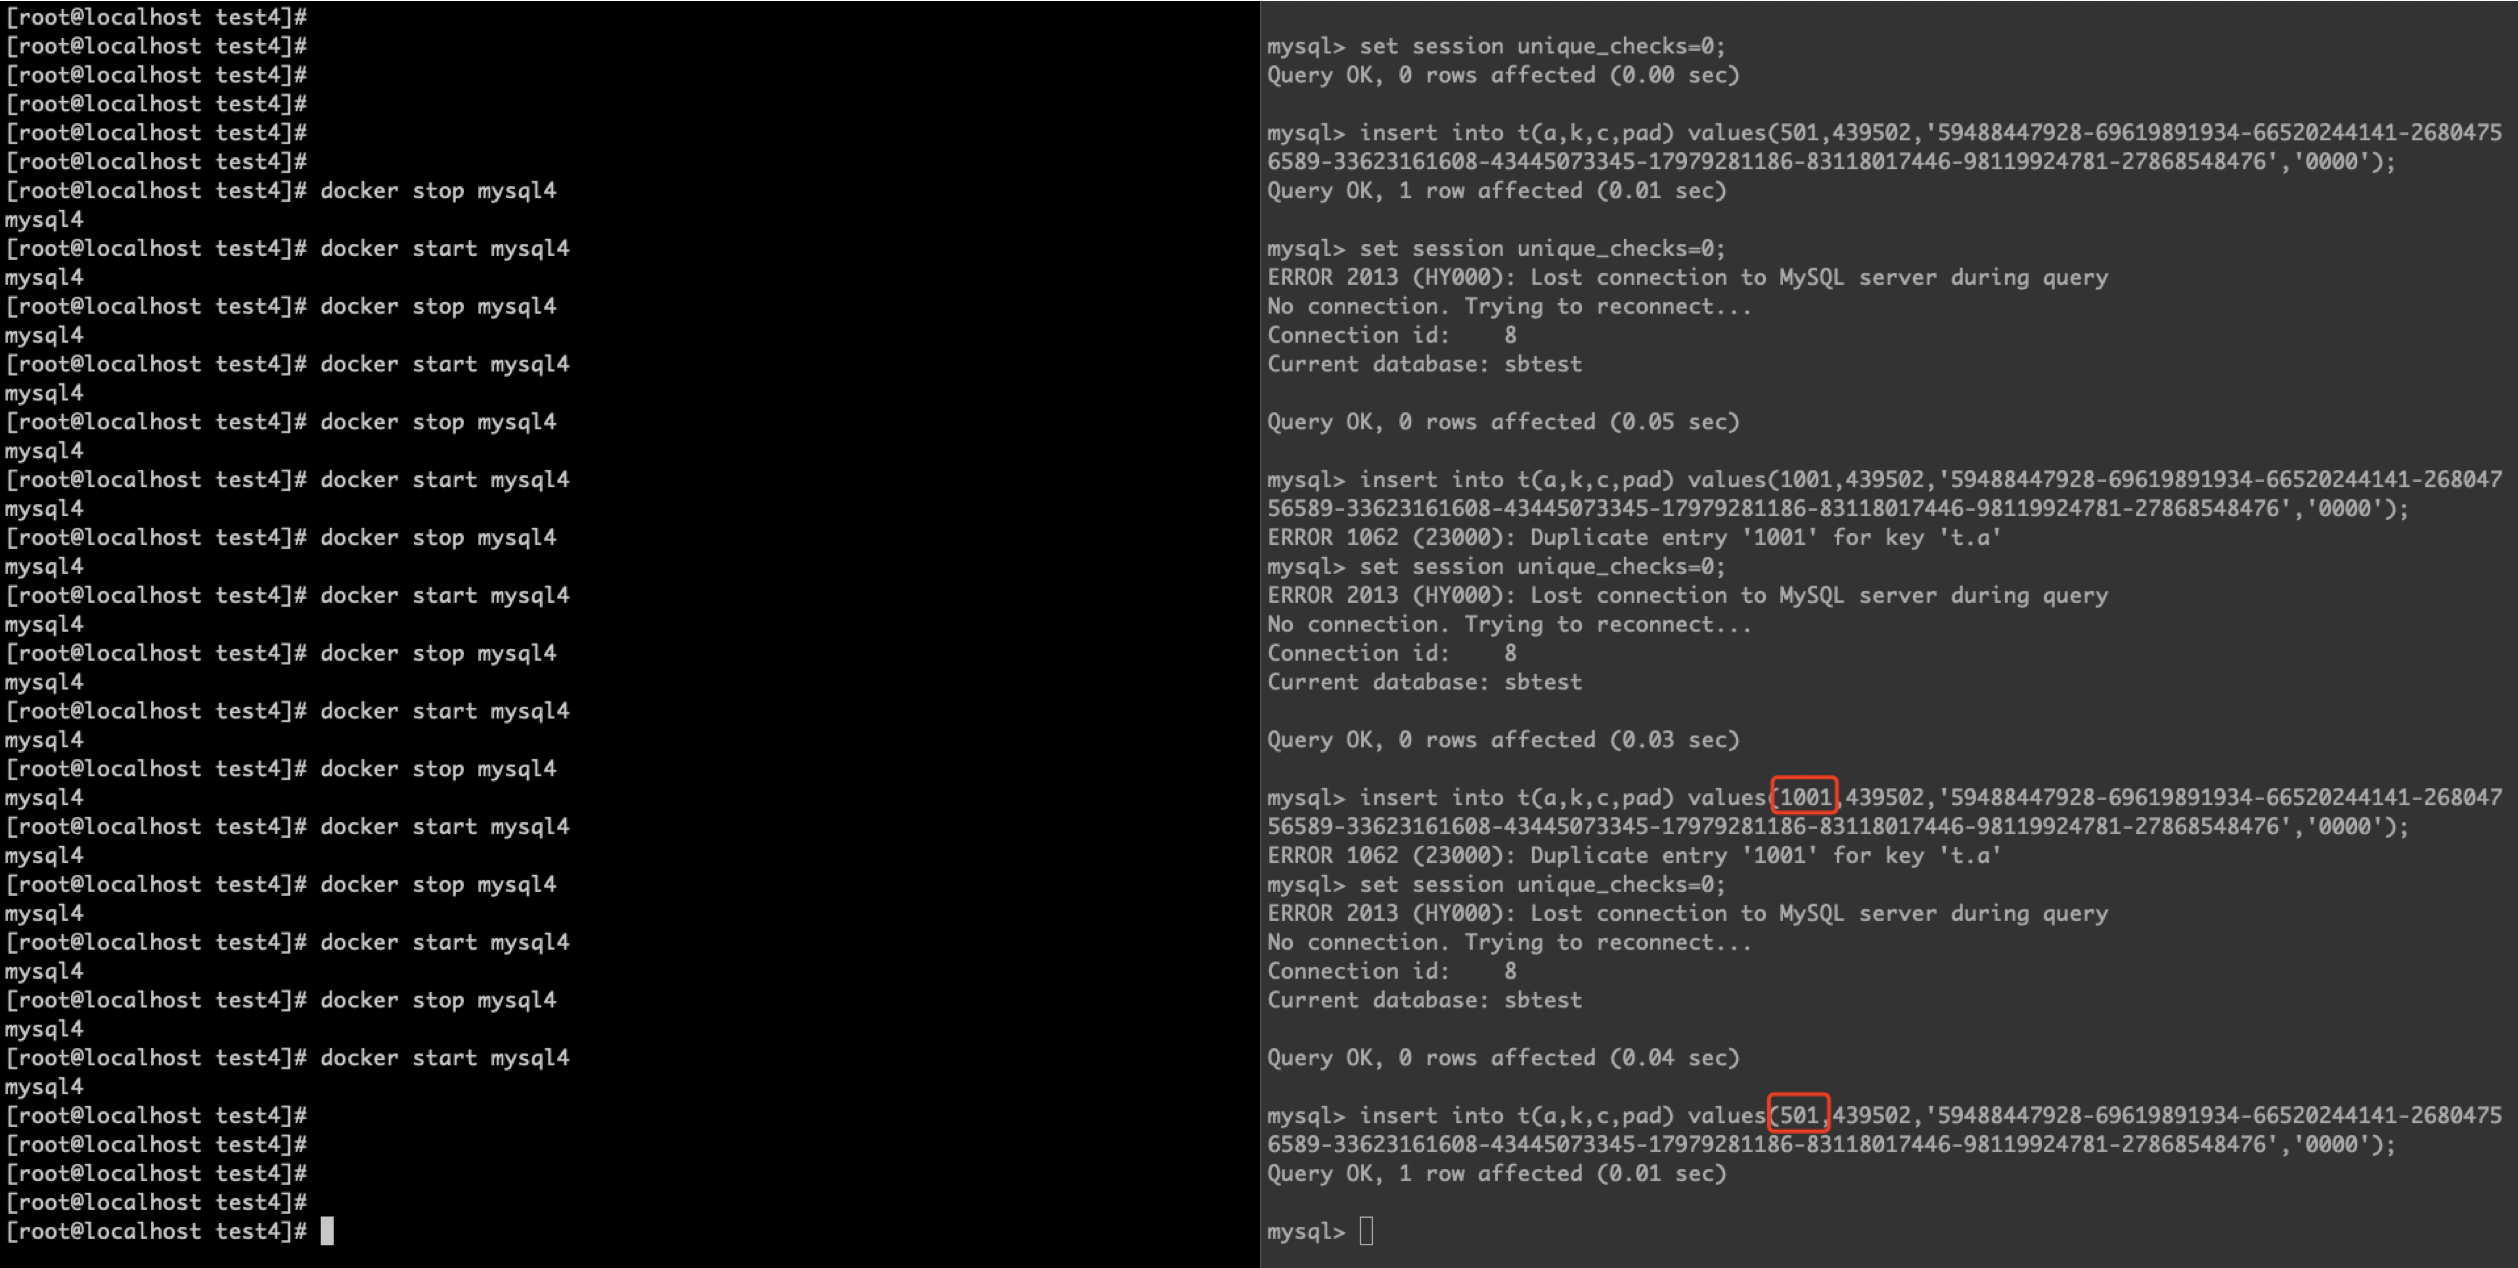 [root@localhost test4]#
[root@localhost test4]#
[root@localhost test4]#
[root@localhost test4]#
[root@localhost test4]#
[root@localhost test4]#
[root@localhost test4]# docker stop mysql4
mysql4
[root@localhost test4]# docker start mysql4
mysql4
[root@localhost test4]# docker stop mysql4
mysql4
[root@localhost test4]# docker start mysql4
mysql4
[root@localhost test4]# docker stop mysql4
mysql4
[root@localhost test4]# docker start mysql4
mysql4
[root@localhost test4]# docker stop mysql4
mysql4
[root@localhost test4]# docker start mysql4
mysql4
[root@localhost test4]# docker stop mysql4
mysql4
[root@localhost test4]# docker start mysql4
mysql4
[root@localhost test4]# docker stop mysql4
mysql4
[root@localhost test4]# docker start mysql4
mysql4
[root@localhost test4]# docker stop mysql4
mysql4
[root@localhost test4]# docker start mysql4
mysql4
[root@localhost test4]# docker stop mysql4
mysql4
[root@localhost test4]# docker start mysql4
mysql4
[root@localhost test4]#
[root@localhost test4]#
[root@localhost test4]#
[root@localhost test4]#
[root@localhost test4]#
mysql> set session unique_checks=0;
Query OK, 0 rows affected (0.00 sec)
mysql> insert into t(a,k,c,pad) values(501,439502,'59488447928-69619891934-66520244141-2680475
6589-33623161608-43445073345-17979281186-83118017446-98119924781-27868548476','0000');
Query OK, 1 row affected (0.01 sec)
mysql> set session unique_checks=0;
ERROR 2013 (HY000): Lost connection to MySQL server during query
No connection. Trying to reconnect...
Connection id:    8
Current database: sbtest
Query OK, 0 rows affected (0.05 sec)
mysql> insert into t(a,k,c,pad) values(1001,439502,'59488447928-69619891934-66520244141-268047
56589-33623161608-43445073345-17979281186-83118017446-98119924781-27868548476','0000');
ERROR 1062 (23000): Duplicate entry '1001' for key 't.a'
mysql> set session unique_checks=0;
ERROR 2013 (HY000): Lost connection to MySQL server during query
No connection. Trying to reconnect...
Connection id:    8
Current database: sbtest
Query OK, 0 rows affected (0.03 sec)
mysql> insert into t(a,k,c,pad) values(1001,439502,'59488447928-69619891934-66520244141-268047
56589-33623161608-43445073345-17979281186-83118017446-98119924781-27868548476','0000');
ERROR 1062 (23000): Duplicate entry '1001' for key 't.a'
mysql> set session unique_checks=0;
ERROR 2013 (HY000): Lost connection to MySQL server during query
No connection. Trying to reconnect...
Connection id:    8
Current database: sbtest
Query OK, 0 rows affected (0.04 sec)
mysql> insert into t(a,k,c,pad) values(501,439502,'59488447928-69619891934-66520244141-2680475
6589-33623161608-43445073345-17979281186-83118017446-98119924781-27868548476','0000');
Query OK, 1 row affected (0.01 sec)
mysql>